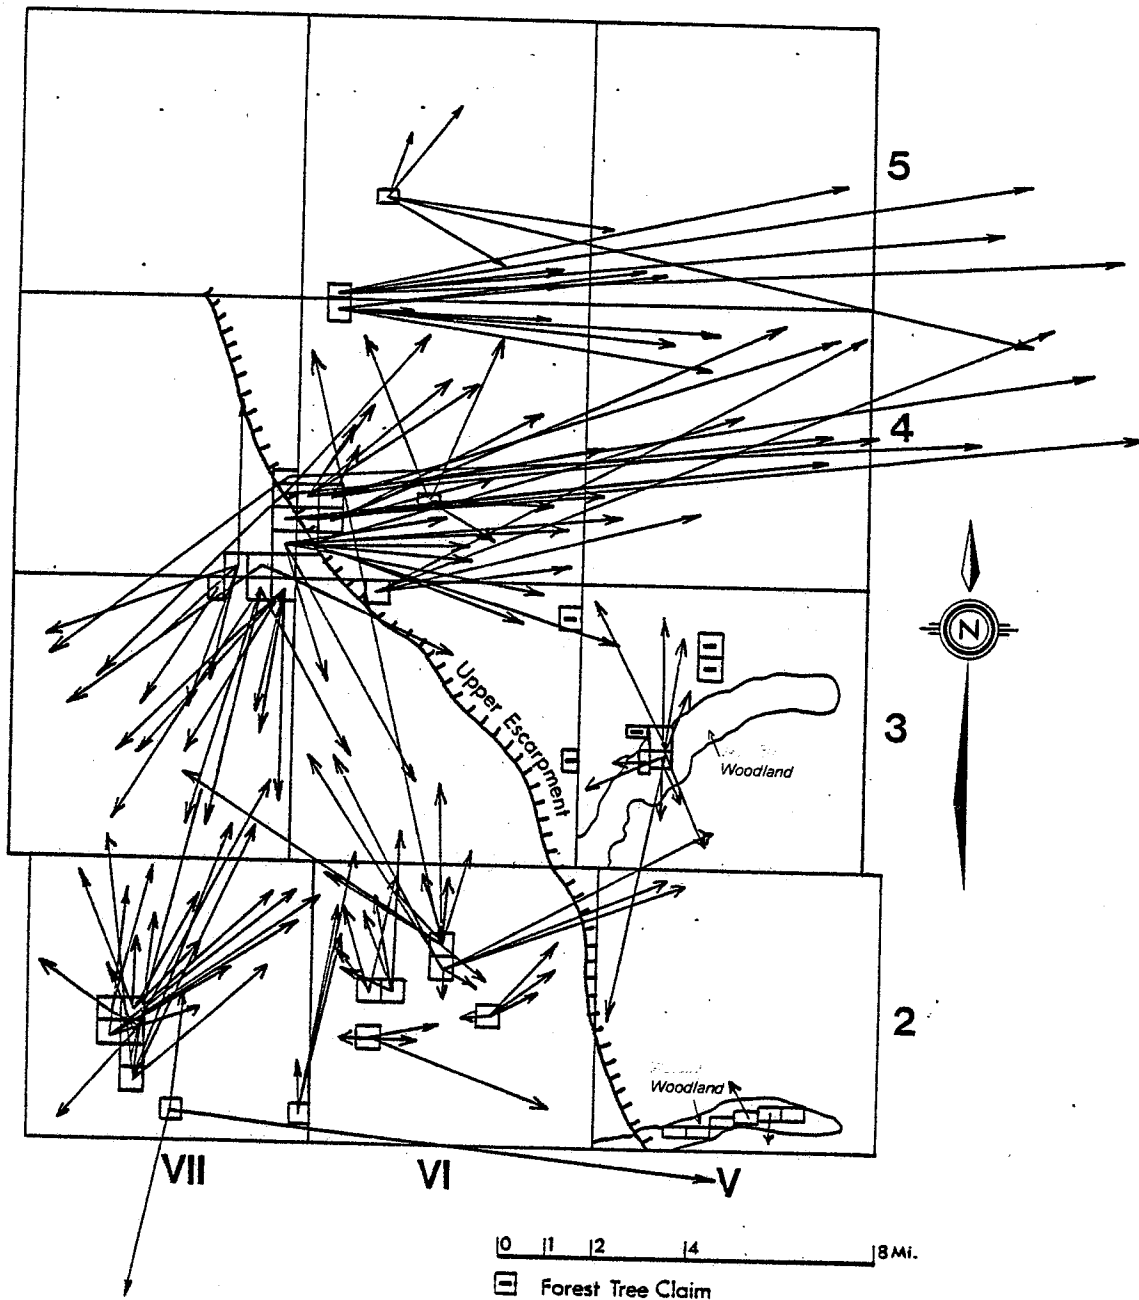 5
4
Upper Escarpment
3
Woodland
N
2
Woodland
VII
VI
V
0 1 2 4 8 Mi.
Forest Tree Claim